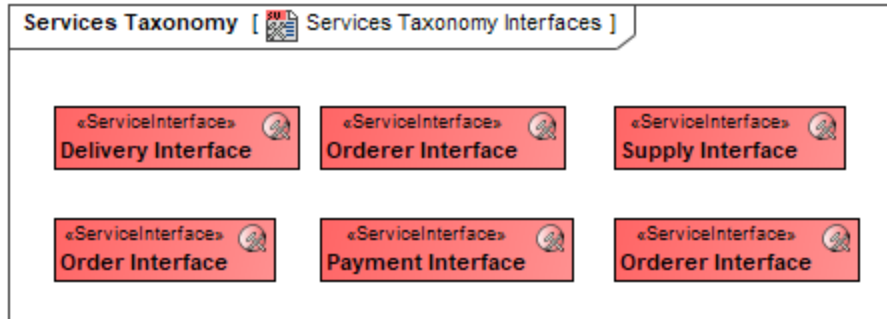 Services Taxonomy [ Services Taxonomy Interfaces ]
«ServiceInterface» «ServiceInterface» «ServiceInterface»
Delivery Interface Orderer Interface Supply Interface
«ServiceInterface» «ServiceInterface» «ServiceInterface»
Order Interface Payment Interface Orderer Interface